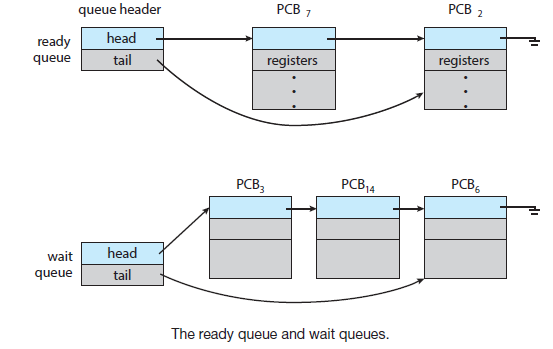 queue header
PCB 7
PCB 2
ready
queue
head
tail
registers
registers
PCB3
PCB14
PCB6
wait
queue
head
tail
The ready queue and wait queues.